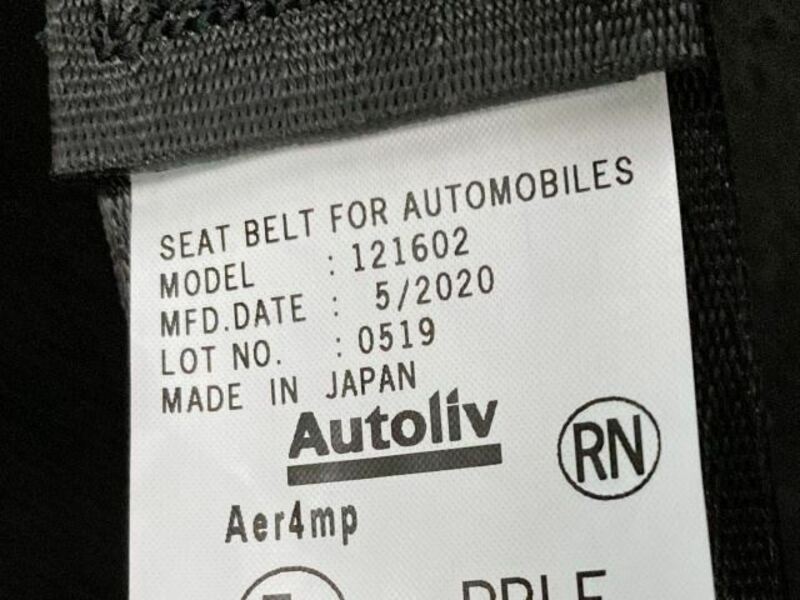 SEAT BELT FOR AUTOMOBILES
MODEL : 121602
MFD.DATE : 5/2020
LOT NO. : 0519
MADE IN JAPAN
Autoliv
RN
Aer4mp